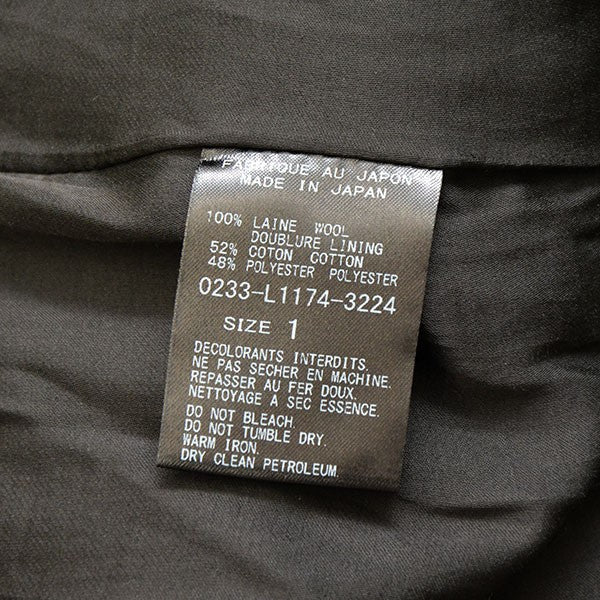 FABRIQUE AU JAPON
MADE IN JAPAN
100% LAINE WOOL
DOUBLURE LINING
52% COTON COTTON
48% POLYESTER POLYESTER
0233-L1174-3224
SIZE 1
DECOLORANTS INTERDITS.
NE PAS SECHER EN MACHINE.
REPASSER AU FER DOUX.
NETTOYAGE A SEC ESSENCE.
DO NOT BLEACH.
DO NOT TUMBLE DRY.
WARM IRON.
DRY CLEAN PETROLEUM.